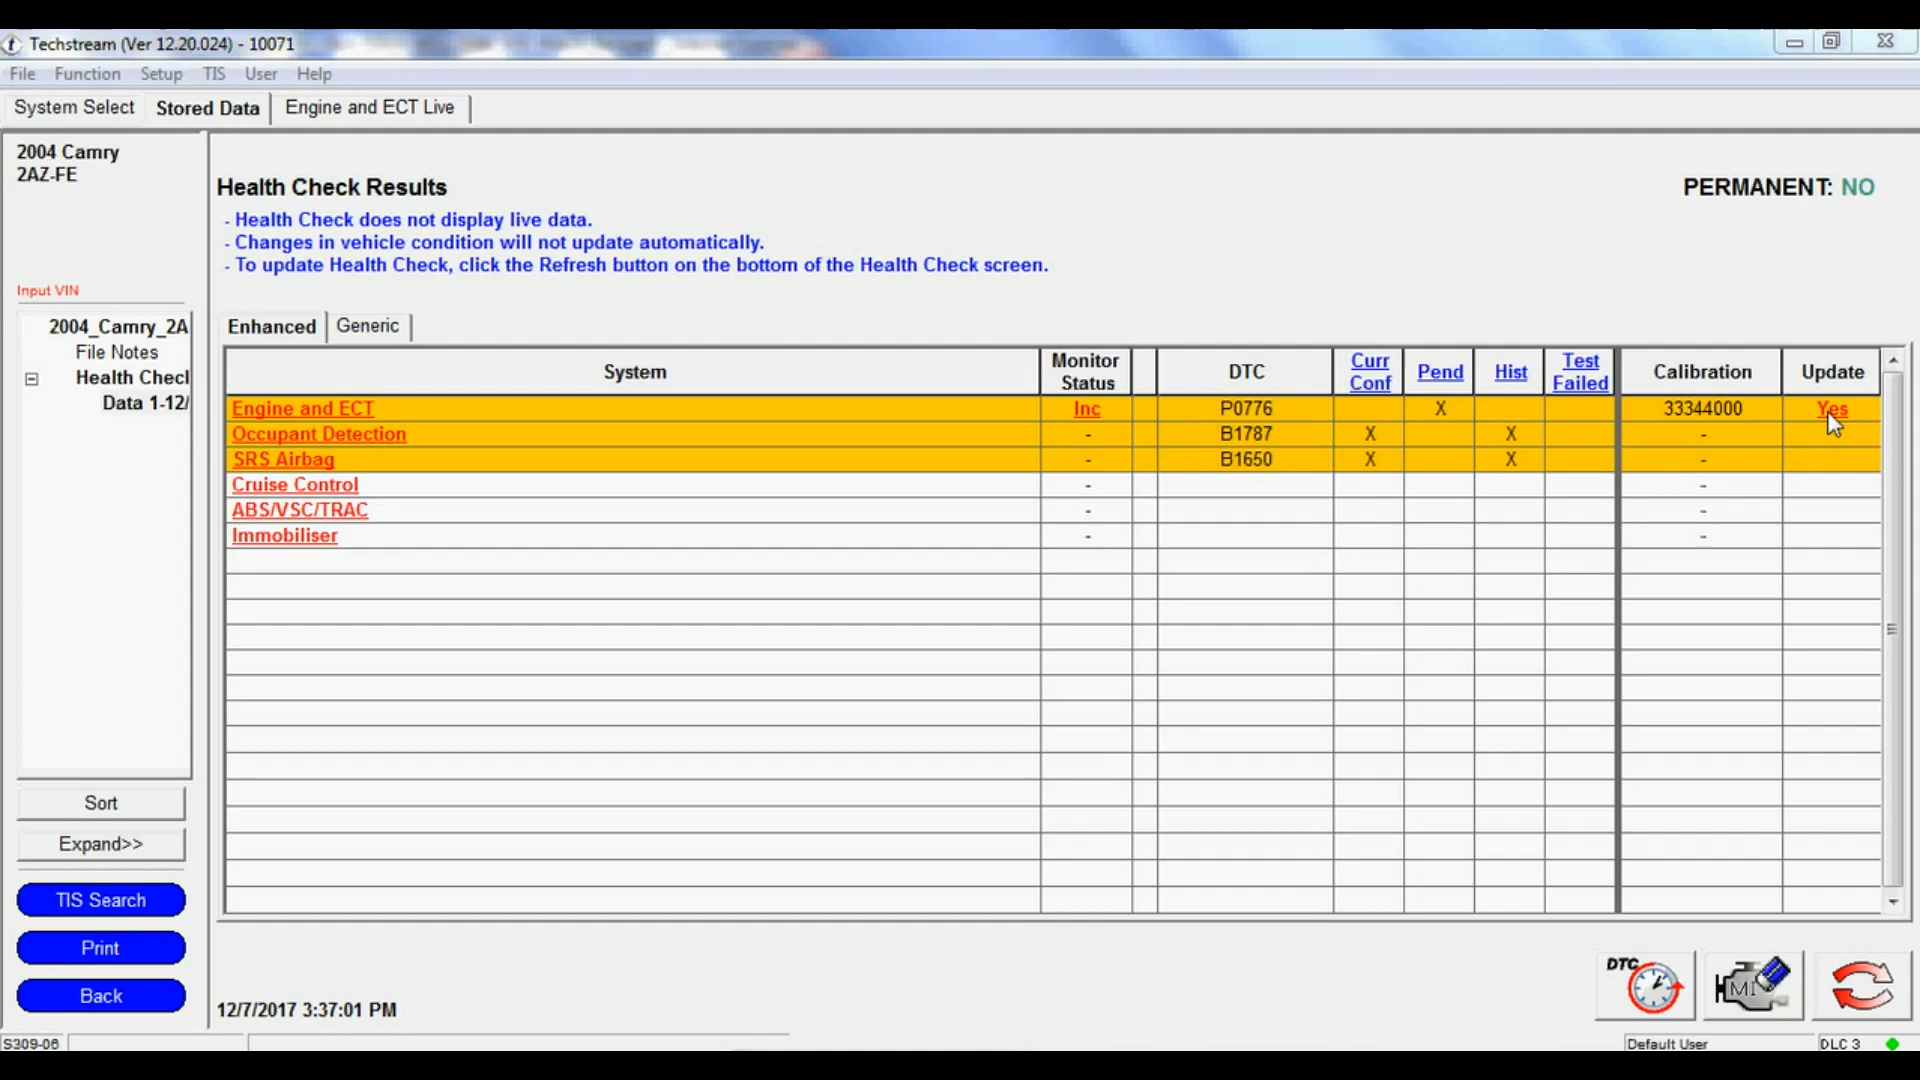 Techstream (Ver 12.20.024) - 10071
File Function Setup TIS User Help
System Select Stored Data Engine and ECT Live
2004 Camry
2AZ-FE
Input VIN
2004_Camry_2A
File Notes
Health Checl
Data 1-12/
Sort
Expand>>
TIS Search
Print
Back
Health Check Results
PERMANENT: NO
- Health Check does not display live data.
- Changes in vehicle condition will not update automatically.
- To update Health Check, click the Refresh button on the bottom of the Health Check screen.
Enhanced Generic
System Monitor Status DTC Curr Conf Pend Hist Test Failed Calibration Update
Engine and ECT Inc P0776 X 33344000 Yes
Occupant Detection - B1787 X X -
SRS Airbag - B1650 X X -
Cruise Control - -
ABS/VSC/TRAC - -
Immobiliser - -
12/7/2017 3:37:01 PM
DTC
MI
S309-06
Default User
DLC 3